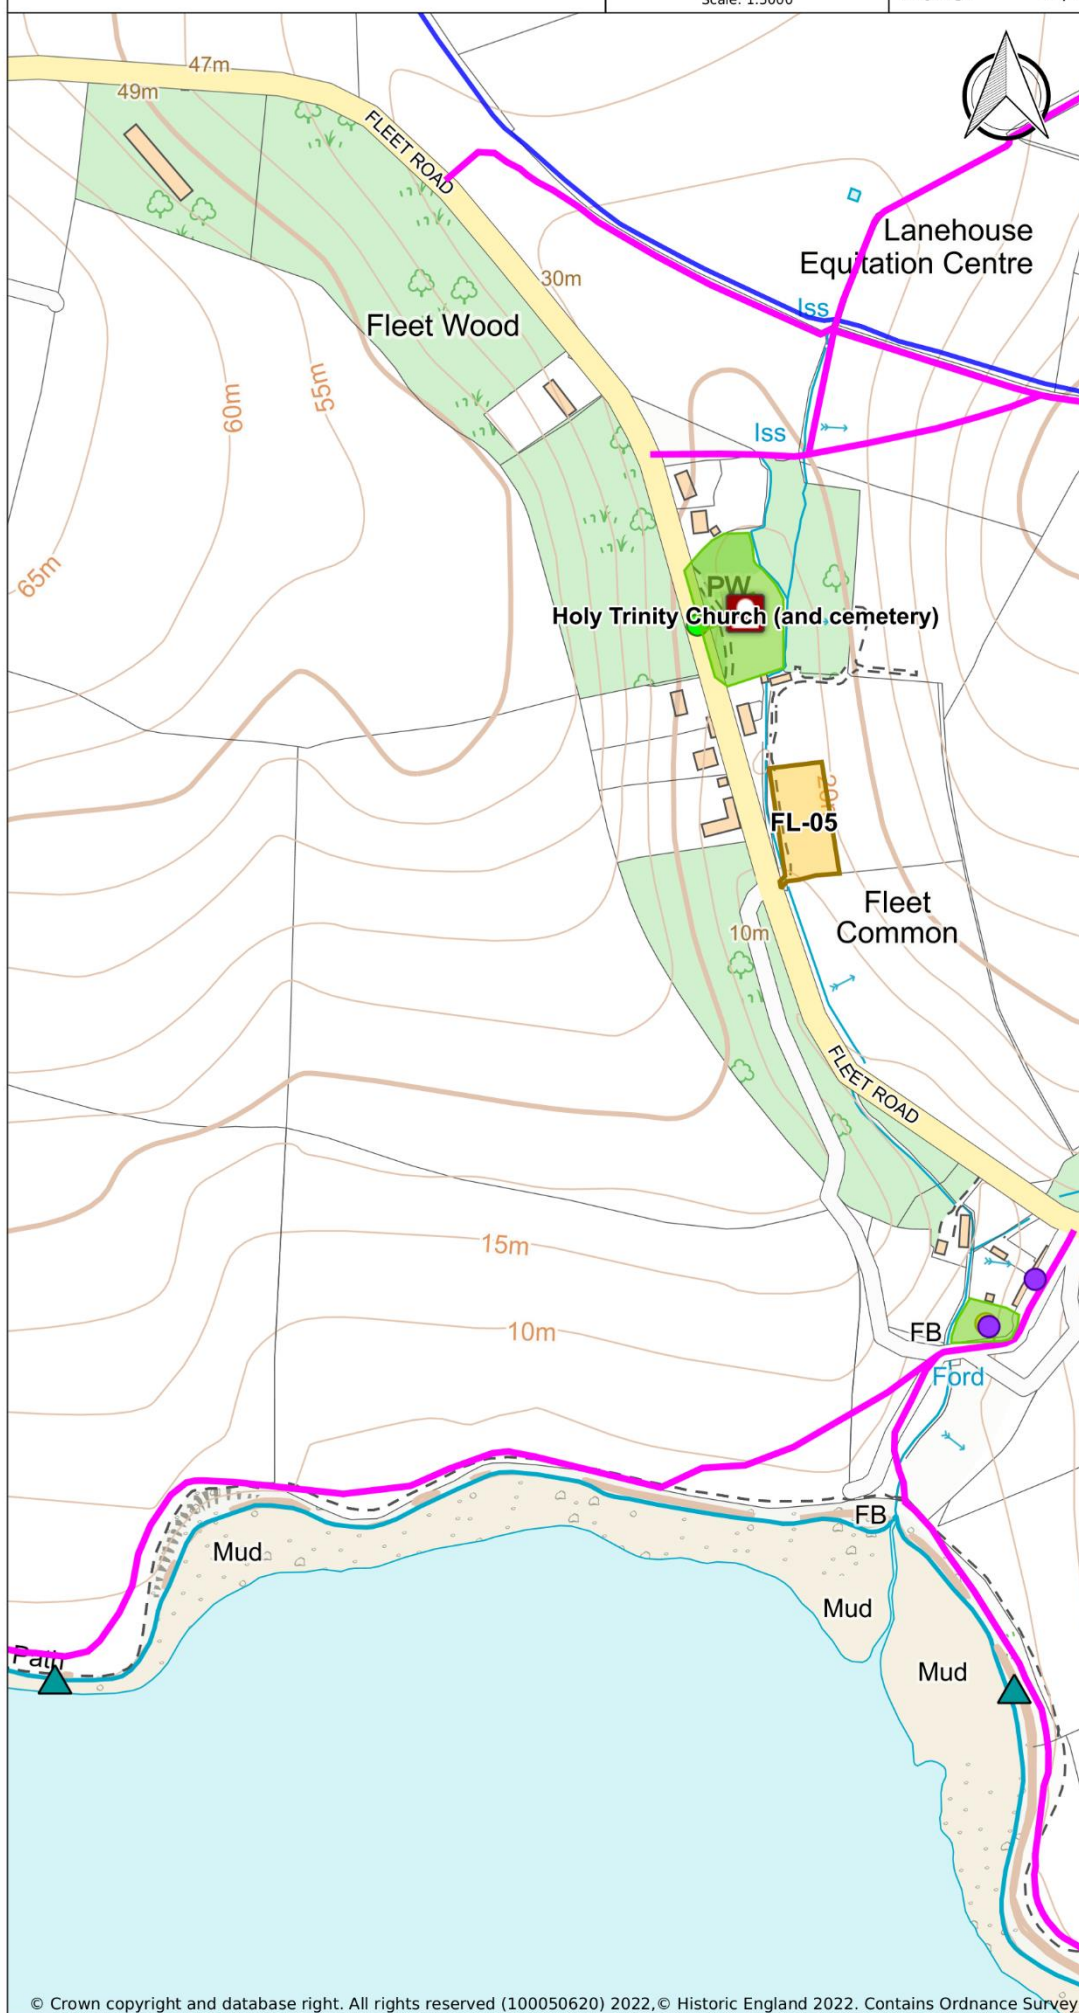 Scale: 1:5000
47m
49m
FLEET ROAD
Lanehouse
Equitation Centre
30m
Iss
Fleet Wood
55m
60m
Iss
65m
PW
Holy Trinity Church (and cemetery)
FL-05
Fleet
Common
10m
FLEET ROAD
15m
10m
FB
Ford
FB
Mud
Mud
Path
Mud
© Crown copyright and database right. All rights reserved (100050620) 2022,© Historic England 2022. Contains Ordnance Survey